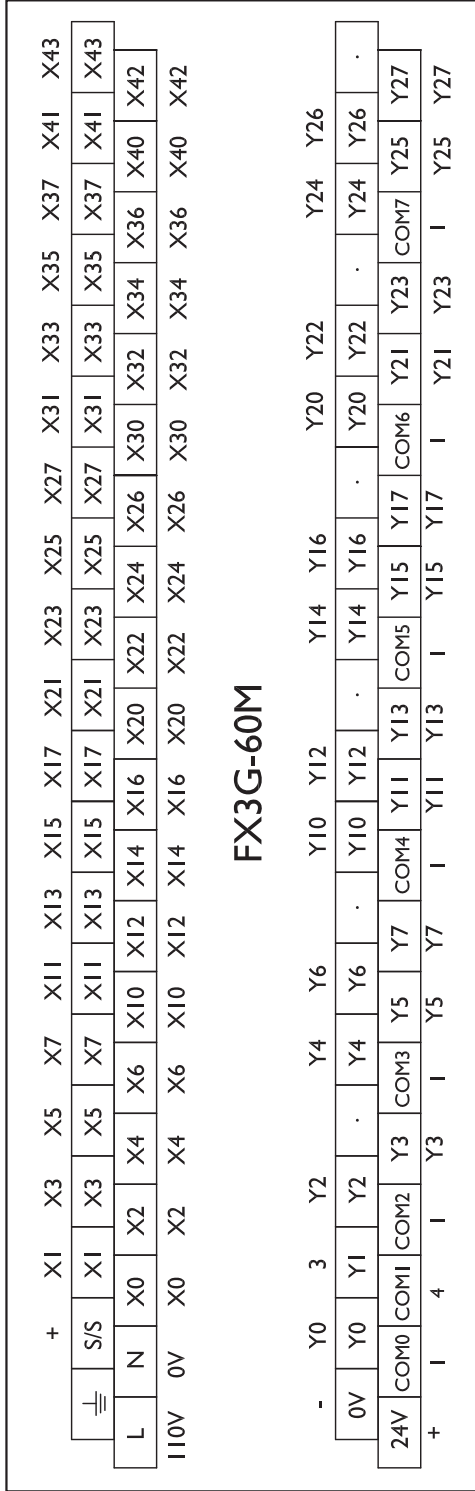 + X1 X3 X5 X7 X11 X13 X15 X17 X21 X23 X25 X27 X31 X33 X35 X37 X41 X43
S/S X1 X3 X5 X7 X11 X13 X15 X17 X21 X23 X25 X27 X31 X33 X35 X37 X41 X43
L N X0 X2 X4 X6 X10 X12 X14 X16 X20 X22 X24 X26 X30 X32 X34 X36 X40 X42
110V 0V X0 X2 X4 X6 X10 X12 X14 X16 X20 X22 X24 X26 X30 X32 X34 X36 X40 X42
FX3G-60M
- Y0 3 Y2 Y4 Y6 Y10 Y12 Y14 Y16 Y20 Y22 Y24 Y26
0V Y0 Y1 Y2 . Y4 Y6 . Y10 Y12 . Y14 Y16 . Y20 Y22 . Y24 Y26 .
24V COM0 COM1 COM2 Y3 COM3 Y5 Y7 COM4 Y11 Y13 COM5 Y15 Y17 COM6 Y21 Y23 COM7 Y25 Y27
+ 1 4 1 Y3 1 Y5 Y7 1 Y11 Y13 1 Y15 Y17 1 Y21 Y23 1 Y25 Y27